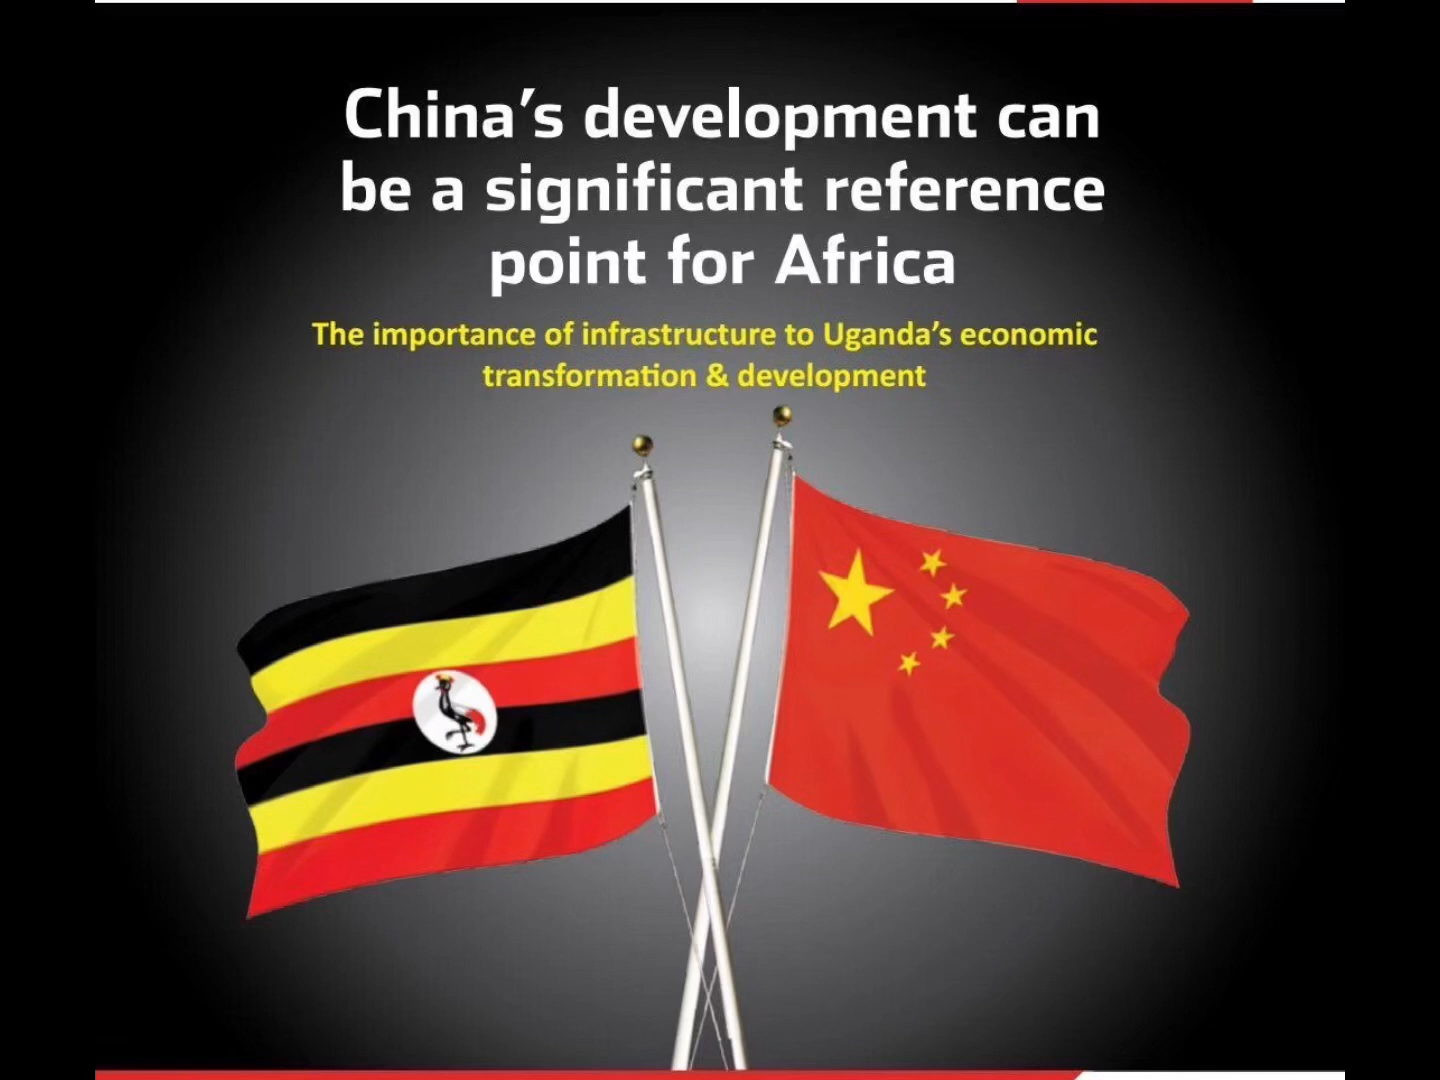 China’s development can
be a significant reference
point for Africa
The importance of infrastructure to Uganda’s economic
transformation & development